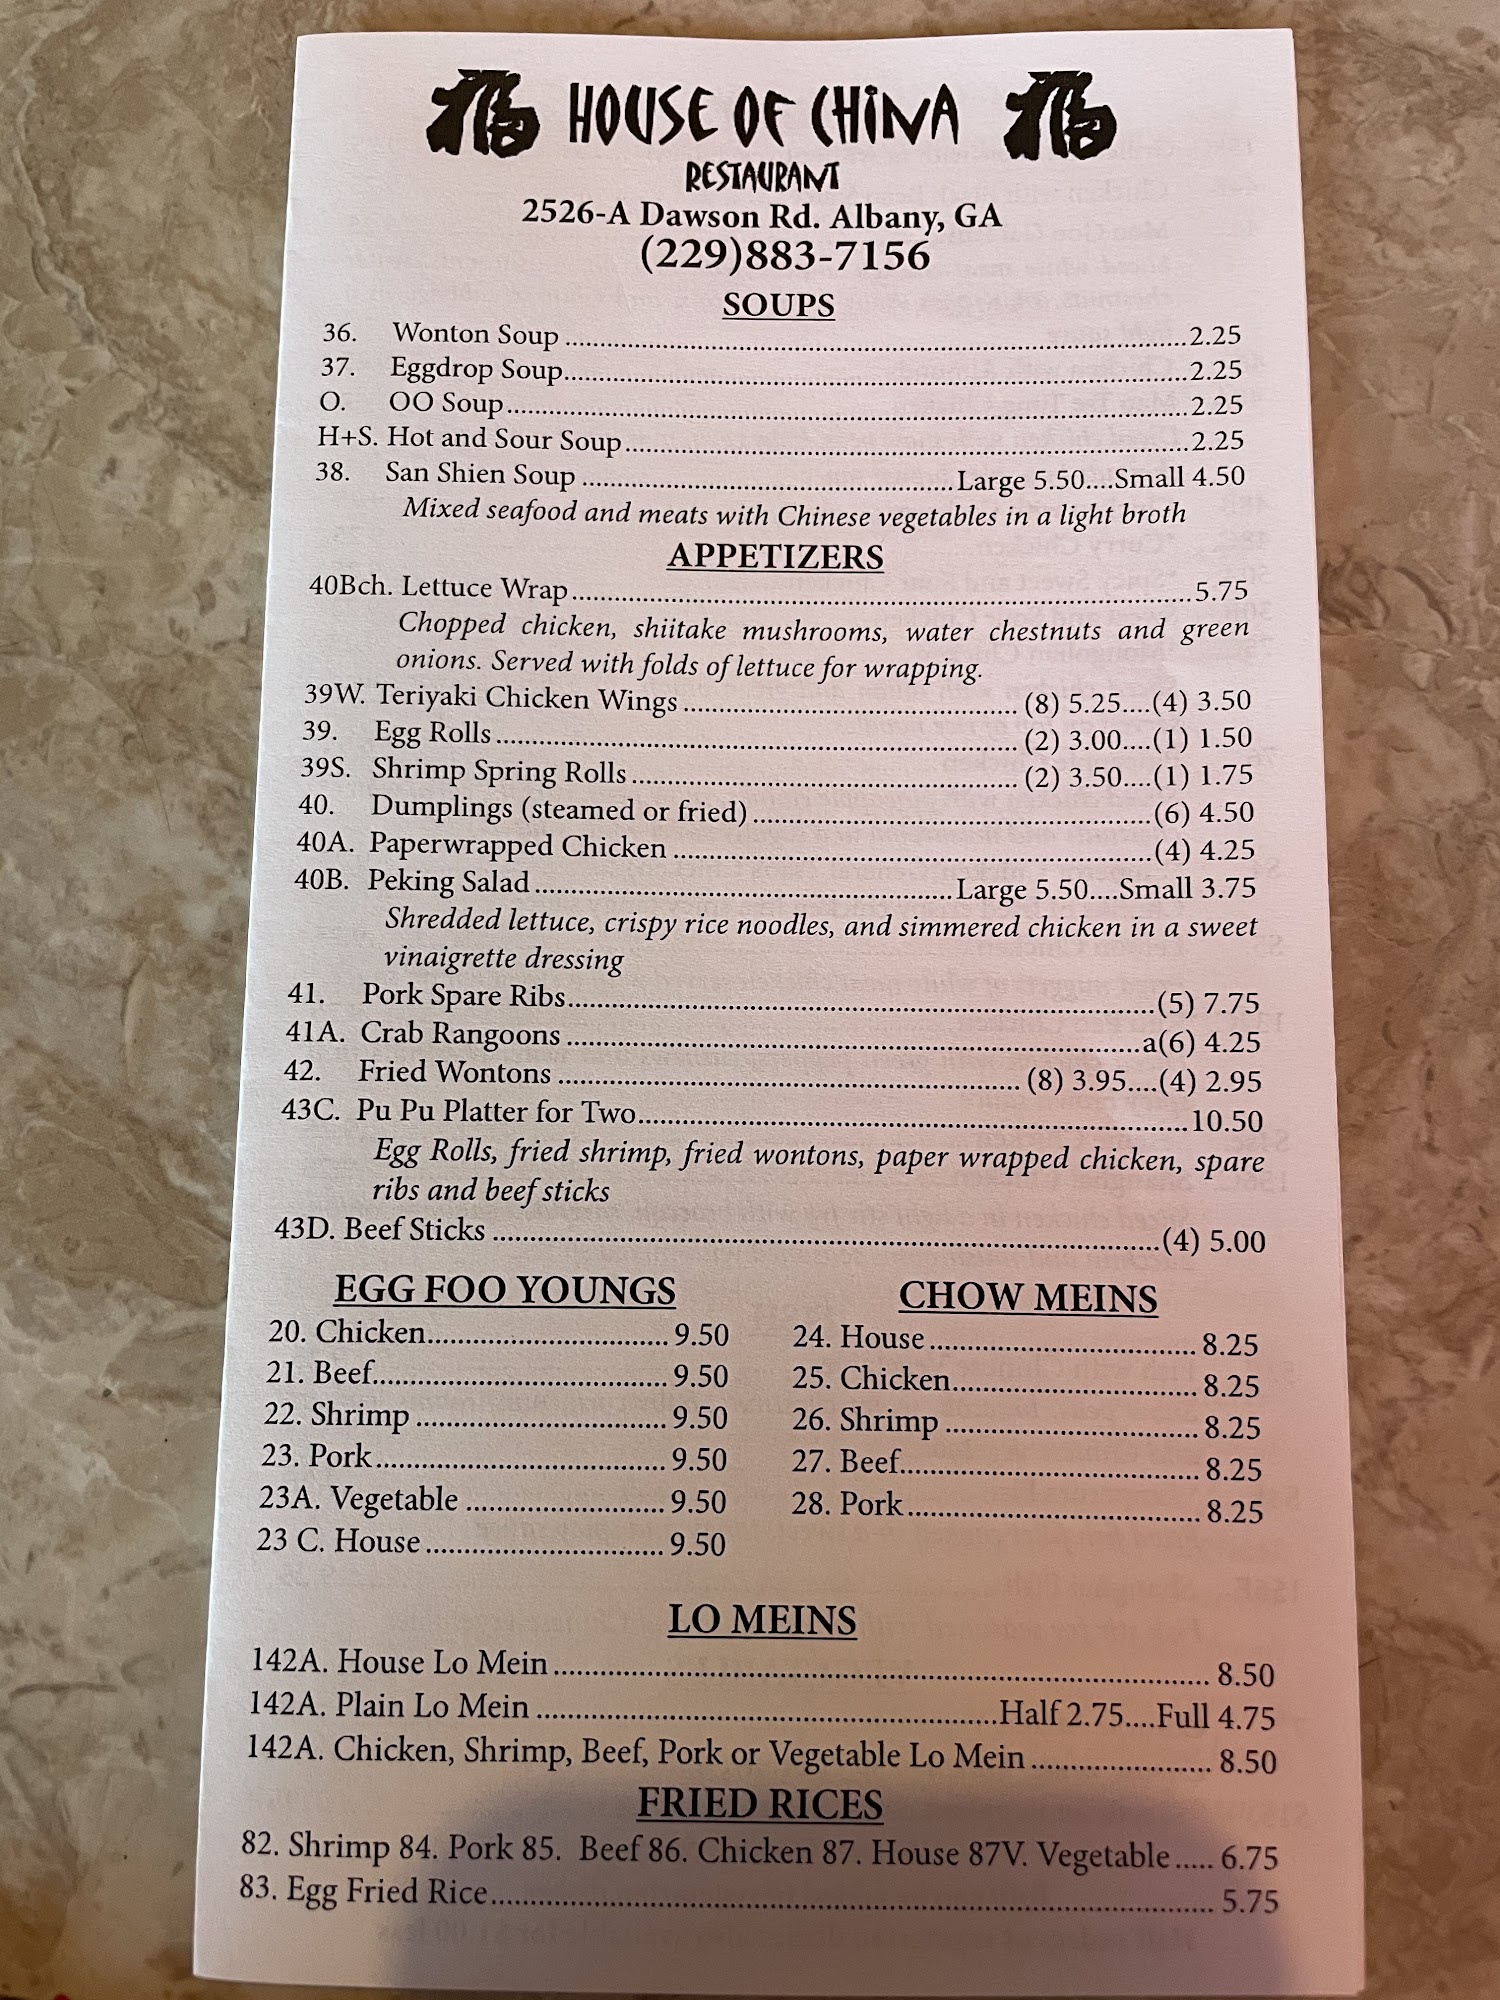 福 HOUSE OF CHINA 福
RESTAURANT
2526-A Dawson Rd. Albany, GA
(229)883-7156
SOUPS
36. Wonton Soup 2.25
37. Eggdrop Soup 2.25
O. OO Soup 2.25
H+S. Hot and Sour Soup 2.25
38. San Shien Soup Large 5.50....Small 4.50
Mixed seafood and meats with Chinese vegetables in a light broth
APPETIZERS
40Bch. Lettuce Wrap 5.75
Chopped chicken, shiitake mushrooms, water chestnuts and green
onions. Served with folds of lettuce for wrapping.
39W. Teriyaki Chicken Wings (8) 5.25....(4) 3.50
39. Egg Rolls (2) 3.00....(1) 1.50
39S. Shrimp Spring Rolls (2) 3.50....(1) 1.75
40. Dumplings (steamed or fried) (6) 4.50
40A. Paperwrapped Chicken (4) 4.25
40B. Peking Salad Large 5.50....Small 3.75
Shredded lettuce, crispy rice noodles, and simmered chicken in a sweet
vinaigrette dressing
41. Pork Spare Ribs (5) 7.75
41A. Crab Rangoons a(6) 4.25
42. Fried Wontons (8) 3.95....(4) 2.95
43C. Pu Pu Platter for Two 10.50
Egg Rolls, fried shrimp, fried wontons, paper wrapped chicken, spare
ribs and beef sticks
43D. Beef Sticks (4) 5.00
EGG FOO YOUNGS
20. Chicken 9.50
21. Beef 9.50
22. Shrimp 9.50
23. Pork 9.50
23A. Vegetable 9.50
23 C. House 9.50
CHOW MEINS
24. House 8.25
25. Chicken 8.25
26. Shrimp 8.25
27. Beef 8.25
28. Pork 8.25
LO MEINS
142A. House Lo Mein 8.50
142A. Plain Lo Mein Half 2.75....Full 4.75
142A. Chicken, Shrimp, Beef, Pork or Vegetable Lo Mein 8.50
FRIED RICES
82. Shrimp 84. Pork 85. Beef 86. Chicken 87. House 87V. Vegetable 6.75
83. Egg Fried Rice 5.75